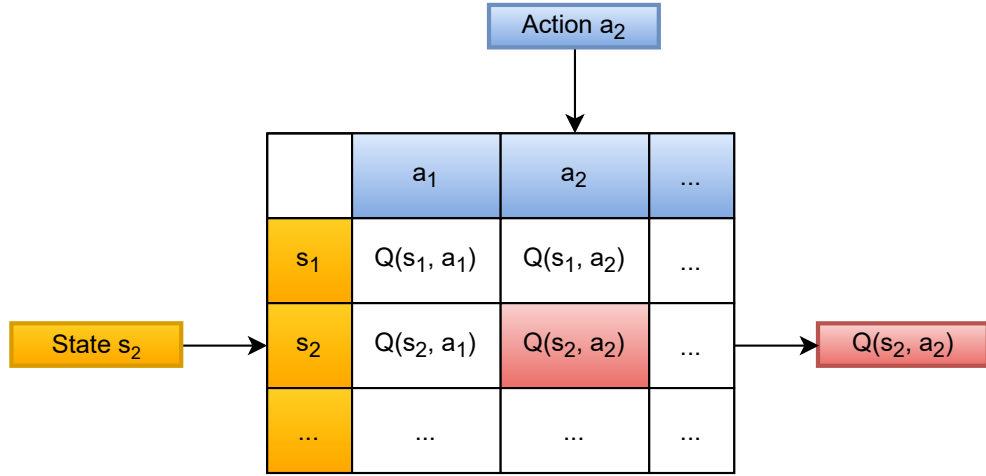 Action a₂
a₁ a₂ ...
s₁ Q(s₁, a₁) Q(s₁, a₂) ...
State s₂ s₂ Q(s₂, a₁) Q(s₂, a₂) ... Q(s₂, a₂)
... ... ... ...